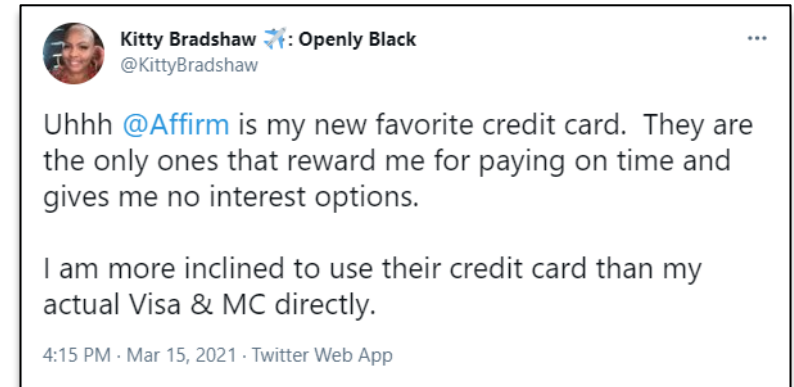 Kitty Bradshaw ✈️: Openly Black
@KittyBradshaw
Uhhh @Affirm is my new favorite credit card.  They are
the only ones that reward me for paying on time and
gives me no interest options.
I am more inclined to use their credit card than my
actual Visa & MC directly.
4:15 PM · Mar 15, 2021 · Twitter Web App